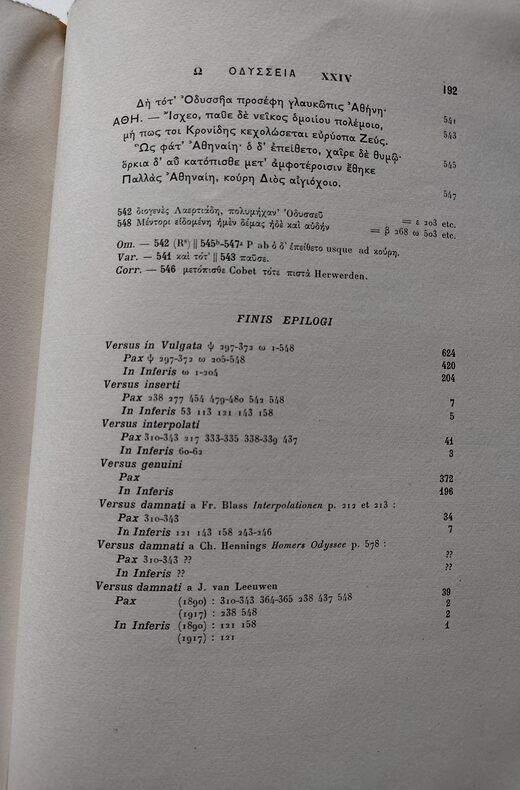 Ω ΟΔΥΣΣΕΙΑ XXIV 192
Δὴ τότ' Ὀδυσσῆα προσέφη γλαυκῶπις Ἀθήνη· 541
ΑΘΗ. — Ἴσχεο, παῦε δὲ νεῖκος ὁμοιίου πολέμοιο, 543
μή πως τοι Κρονίδης κεχολώσεται εὐρύοπα Ζεύς.
Ὣς φάτ' Ἀθηναίη· ὁ δ' ἐπείθετο, χαῖρε δὲ θυμῷ· 545
ὅρκια δ' αὖ κατόπισθε μετ' ἀμφοτέροισιν ἔθηκε
Παλλὰς Ἀθηναίη, κούρη Διὸς αἰγιόχοιο. 547
542 διογενὲς Λαερτιάδη, πολυμήχαν' Ὀδυσσεῦ = ε 203 etc.
548 Μέντορι εἰδομένη ἠμὲν δέμας ἠδὲ καὶ αὐδήν = β 268 ω 503 etc.
Om. — 542 || 545ᵇ-547ᵃ P ab ὁ δ' ἐπείθετο usque ad κούρη.
Var. — 541 καὶ τότ' || 543 παῦσε.
Corr. — 546 μετόπισθε Cobet τότε πιστὰ Herwerden.
FINIS EPILOGI
Versus in Vulgata ψ 297-372 ω 1-548 624
Pax ψ 297-372 ω 205-548 420
In Inferis ω 1-204 204
Versus inserti
Pax 238 277 454 479-480 542 548 7
In Inferis 53 113 121 143 158 5
Versus interpolati
Pax 310-343 217 333-335 338-339 437 41
In Inferis 60-62 3
Versus genuini
Pax 372
In Inferis 196
Versus damnati a Fr. Blass Interpolationen p. 212 et 213 :
Pax 310-343 34
In Inferis 121 143 158 243-246 7
Versus damnati a Ch. Hennings Homers Odyssee p. 578 :
Pax 310-343 ?? ??
In Inferis ?? ??
Versus damnati a J. van Leeuwen
Pax (1890) : 310-343 364-365 238 437 548 39
(1917) : 238 548 2
In Inferis (1890) : 121 158 2
(1917) : 121 1